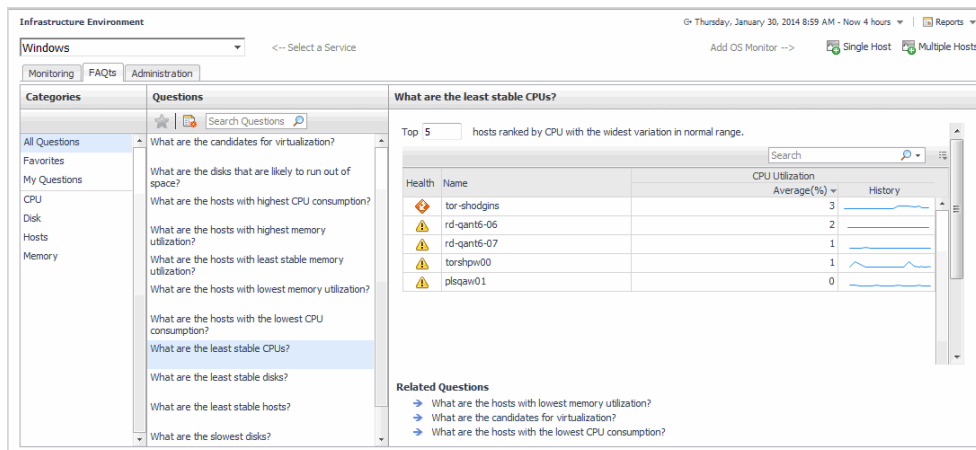 Infrastructure Environment
Thursday, January 30, 2014 8:59 AM - Now 4 hours
Reports
Windows
<-- Select a Service
Add OS Monitor -->
Single Host
Multiple Hosts
Monitoring
FAQts
Administration
Categories
All Questions
Favorites
My Questions
CPU
Disk
Hosts
Memory
Questions
Search Questions
What are the candidates for virtualization?
What are the disks that are likely to run out of
space?
What are the hosts with highest CPU consumption?
What are the hosts with highest memory
utilization?
What are the hosts with least stable memory
utilization?
What are the hosts with lowest memory utilization?
What are the hosts with the lowest CPU
consumption?
What are the least stable CPUs?
What are the least stable disks?
What are the least stable hosts?
What are the slowest disks?
What are the least stable CPUs?
Top 5 hosts ranked by CPU with the widest variation in normal range.
Search
CPU Utilization
Health Name Average(%) History
tor-shodgins 3
rd-qant6-06 2
rd-qant6-07 1
torshpw00 1
plsqaw01 0
Related Questions
What are the hosts with lowest memory utilization?
What are the candidates for virtualization?
What are the hosts with the lowest CPU consumption?